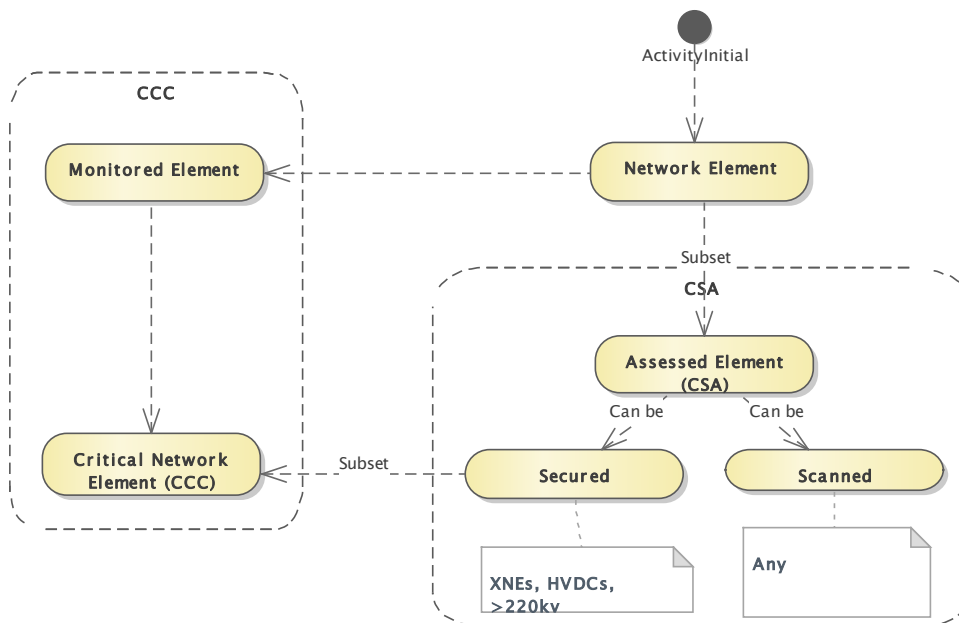 ActivityInitial
CCC
Monitored Element
Network Element
Subset
CSA
Assessed Element
(CSA)
Can be
Can be
Critical Network
Element (CCC)
Subset
Secured
Scanned
XNEs, HVDCs,
>220kv
Any